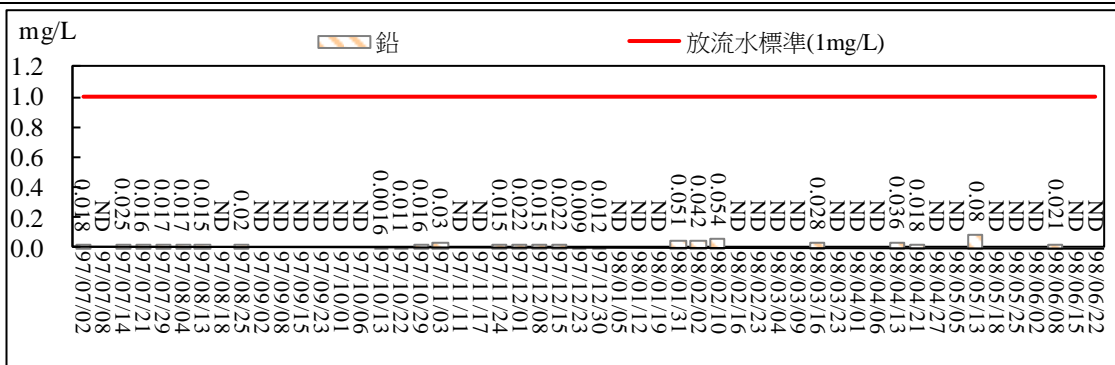 mg/L
鉛
放流水標準(1mg/L)
1.2
1.0
0.8
0.6
0.4
0.2
0.0
0.018
ND
0.025
0.016
0.017
0.017
0.015
ND
0.02
ND
ND
ND
ND
ND
ND
0.0016
0.011
0.016
0.03
ND
ND
0.015
0.022
0.015
0.022
0.009
0.012
ND
ND
ND
0.051
0.042
0.054
ND
ND
ND
ND
0.028
ND
ND
ND
0.036
0.018
ND
ND
0.08
ND
ND
ND
0.021
ND
ND
97/07/02
97/07/08
97/07/14
97/07/21
97/07/29
97/08/04
97/08/13
97/08/18
97/08/25
97/09/02
97/09/08
97/09/15
97/09/23
97/10/01
97/10/06
97/10/13
97/10/22
97/10/29
97/11/03
97/11/11
97/11/17
97/11/24
97/12/01
97/12/08
97/12/15
97/12/23
97/12/30
98/01/05
98/01/12
98/01/19
98/01/31
98/02/02
98/02/10
98/02/16
98/02/23
98/03/04
98/03/09
98/03/16
98/03/23
98/04/01
98/04/06
98/04/13
98/04/21
98/04/27
98/05/05
98/05/13
98/05/18
98/05/25
98/06/02
98/06/08
98/06/15
98/06/22